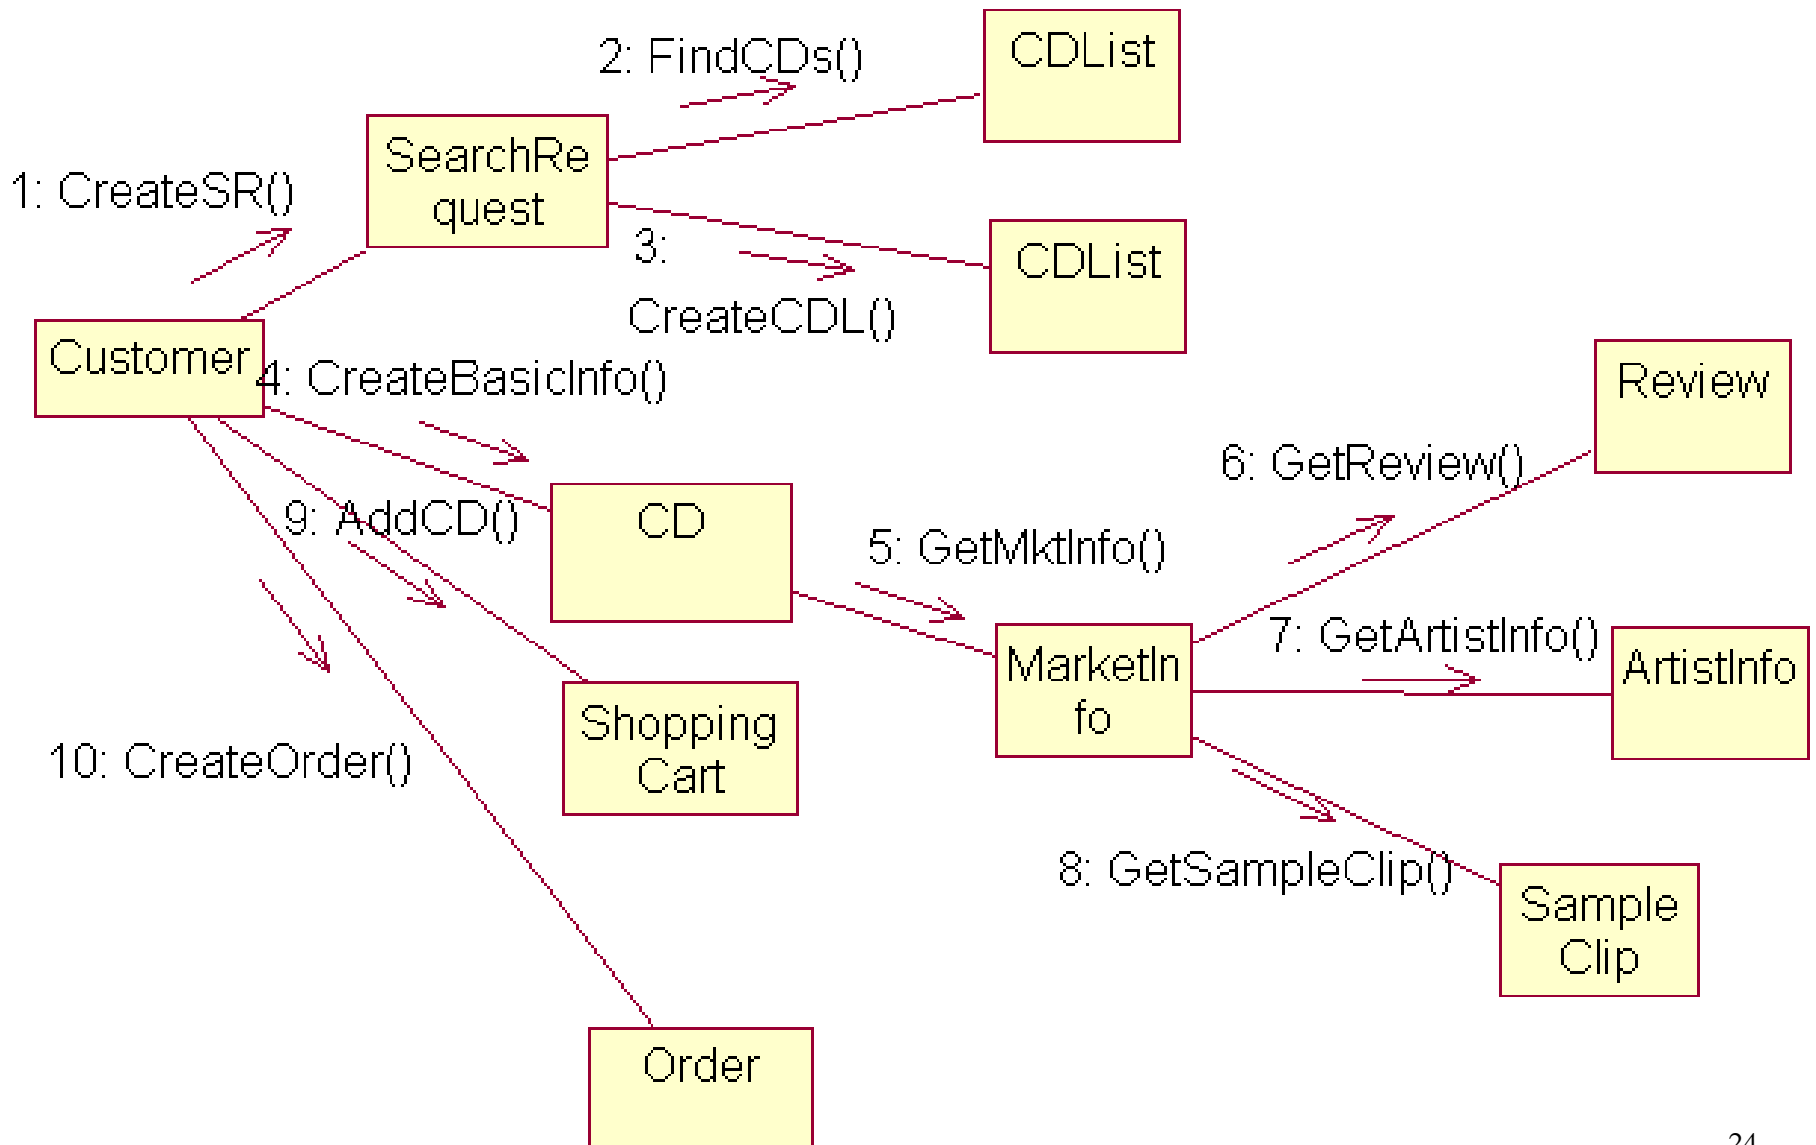 2: FindCDs()
CDList
SearchRe
quest
1: CreateSR()
3:
CreateCDL()
CDList
Customer
4: CreateBasicInfo()
Review
6: GetReview()
9: AddCD()
CD
5: GetMktInfo()
7: GetArtistInfo()
MarketIn
fo
ArtistInfo
Shopping
Cart
10: CreateOrder()
8: GetSampleClip()
Sample
Clip
Order
24